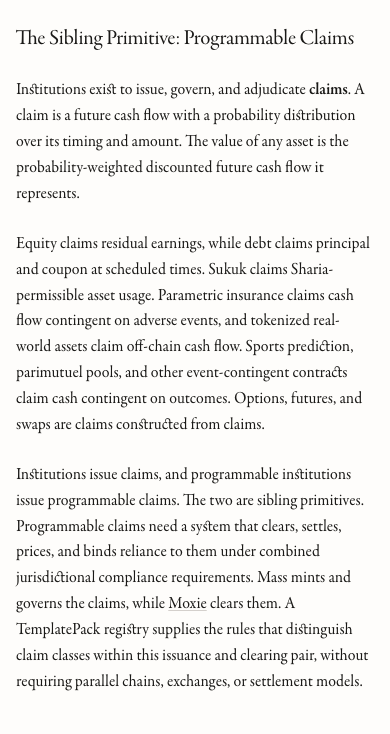 The Sibling Primitive: Programmable Claims
Institutions exist to issue, govern, and adjudicate claims. A
claim is a future cash flow with a probability distribution
over its timing and amount. The value of any asset is the
probability-weighted discounted future cash flow it
represents.
Equity claims residual earnings, while debt claims principal
and coupon at scheduled times. Sukuk claims Sharia-
permissible asset usage. Parametric insurance claims cash
flow contingent on adverse events, and tokenized real-
world assets claim off-chain cash flow. Sports prediction,
parimutuel pools, and other event-contingent contracts
claim cash contingent on outcomes. Options, futures, and
swaps are claims constructed from claims.
Institutions issue claims, and programmable institutions
issue programmable claims. The two are sibling primitives.
Programmable claims need a system that clears, settles,
prices, and binds reliance to them under combined
jurisdictional compliance requirements. Mass mints and
governs the claims, while Moxie clears them. A
TemplatePack registry supplies the rules that distinguish
claim classes within this issuance and clearing pair, without
requiring parallel chains, exchanges, or settlement models.